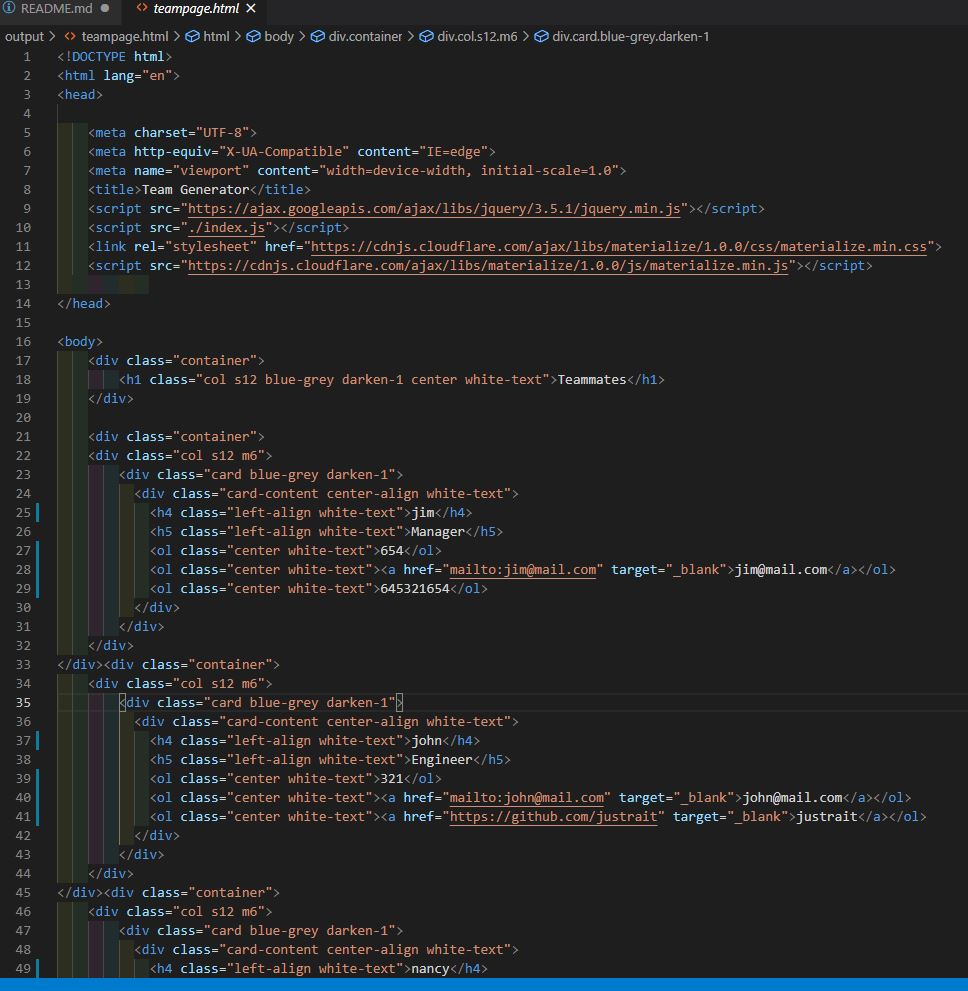 README.md ● teampage.html ×
output > teampage.html > html > body > div.container > div.col.s12.m6 > div.card.blue-grey.darken-1
1 <!DOCTYPE html>
2 <html lang="en">
3 <head>
4
5 <meta charset="UTF-8">
6 <meta http-equiv="X-UA-Compatible" content="IE=edge">
7 <meta name="viewport" content="width=device-width, initial-scale=1.0">
8 <title>Team Generator</title>
9 <script src="https://ajax.googleapis.com/ajax/libs/jquery/3.5.1/jquery.min.js"></script>
10 <script src="./index.js"></script>
11 <link rel="stylesheet" href="https://cdnjs.cloudflare.com/ajax/libs/materialize/1.0.0/css/materialize.min.css">
12 <script src="https://cdnjs.cloudflare.com/ajax/libs/materialize/1.0.0/js/materialize.min.js"></script>
13
14 </head>
15
16 <body>
17 <div class="container">
18 <h1 class="col s12 blue-grey darken-1 center white-text">Teammates</h1>
19 </div>
20
21 <div class="container">
22 <div class="col s12 m6">
23 <div class="card blue-grey darken-1">
24 <div class="card-content center-align white-text">
25 <h4 class="left-align white-text">jim</h4>
26 <h5 class="left-align white-text">Manager</h5>
27 <ol class="center white-text">654</ol>
28 <ol class="center white-text"><a href="mailto:jim@mail.com" target="_blank">jim@mail.com</a></ol>
29 <ol class="center white-text">645321654</ol>
30 </div>
31 </div>
32 </div>
33 </div><div class="container">
34 <div class="col s12 m6">
35 <div class="card blue-grey darken-1">
36 <div class="card-content center-align white-text">
37 <h4 class="left-align white-text">john</h4>
38 <h5 class="left-align white-text">Engineer</h5>
39 <ol class="center white-text">321</ol>
40 <ol class="center white-text"><a href="mailto:john@mail.com" target="_blank">john@mail.com</a></ol>
41 <ol class="center white-text"><a href="https://github.com/justrait" target="_blank">justrait</a></ol>
42 </div>
43 </div>
44 </div>
45 </div><div class="container">
46 <div class="col s12 m6">
47 <div class="card blue-grey darken-1">
48 <div class="card-content center-align white-text">
49 <h4 class="left-align white-text">nancy</h4>